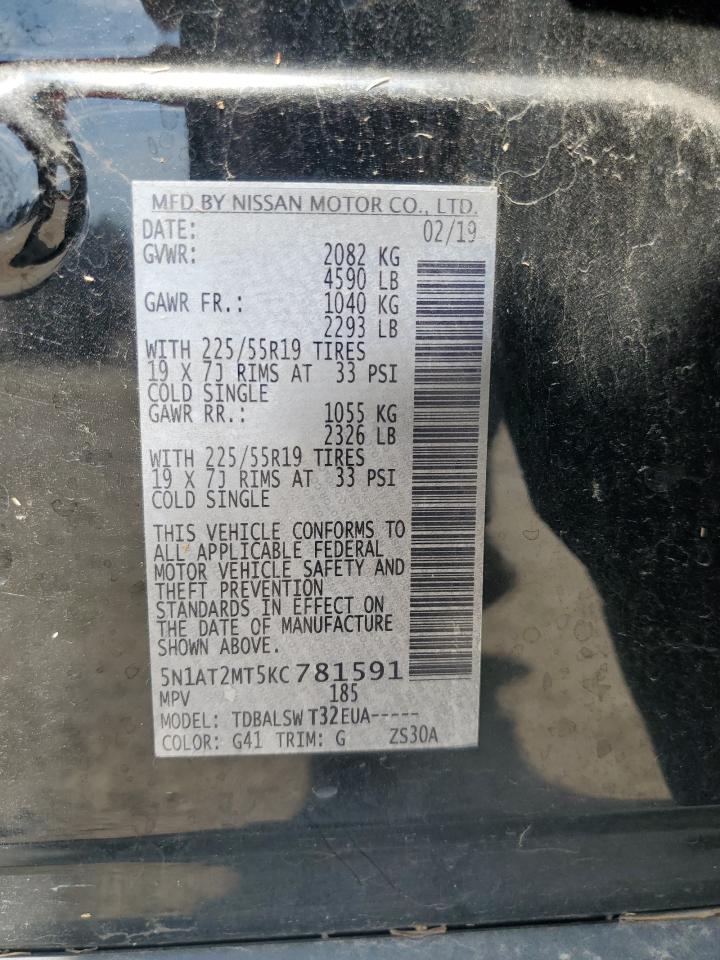 MFD BY NISSAN MOTOR CO., LTD.
DATE: 02/19
GVWR: 2082 KG
4590 LB
GAWR FR.: 1040 KG
2293 LB
WITH 225/55R19 TIRES
19 X 7J RIMS AT 33 PSI
COLD SINGLE
GAWR RR.: 1055 KG
2326 LB
WITH 225/55R19 TIRES
19 X 7J RIMS AT 33 PSI
COLD SINGLE
THIS VEHICLE CONFORMS TO
ALL APPLICABLE FEDERAL
MOTOR VEHICLE SAFETY AND
THEFT PREVENTION
STANDARDS IN EFFECT ON
THE DATE OF MANUFACTURE
SHOWN ABOVE.
5N1AT2MT5KC781591
MPV 185
MODEL: TDBALSWT32EUA-----
COLOR: G41 TRIM: G ZS30A